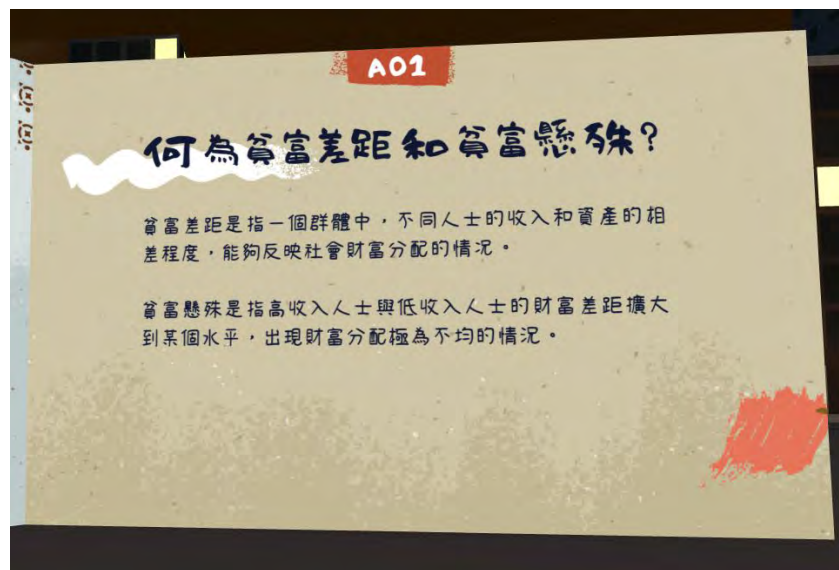 A01
何為貧富差距和貧富懸殊?
貧富差距是指一個群體中，不同人士的收入和資產的相
差程度，能夠反映社會財富分配的情況。
貧富懸殊是指高收入人士與低收入人士的財富差距擴大
到某個水平，出現財富分配極為不均的情況。